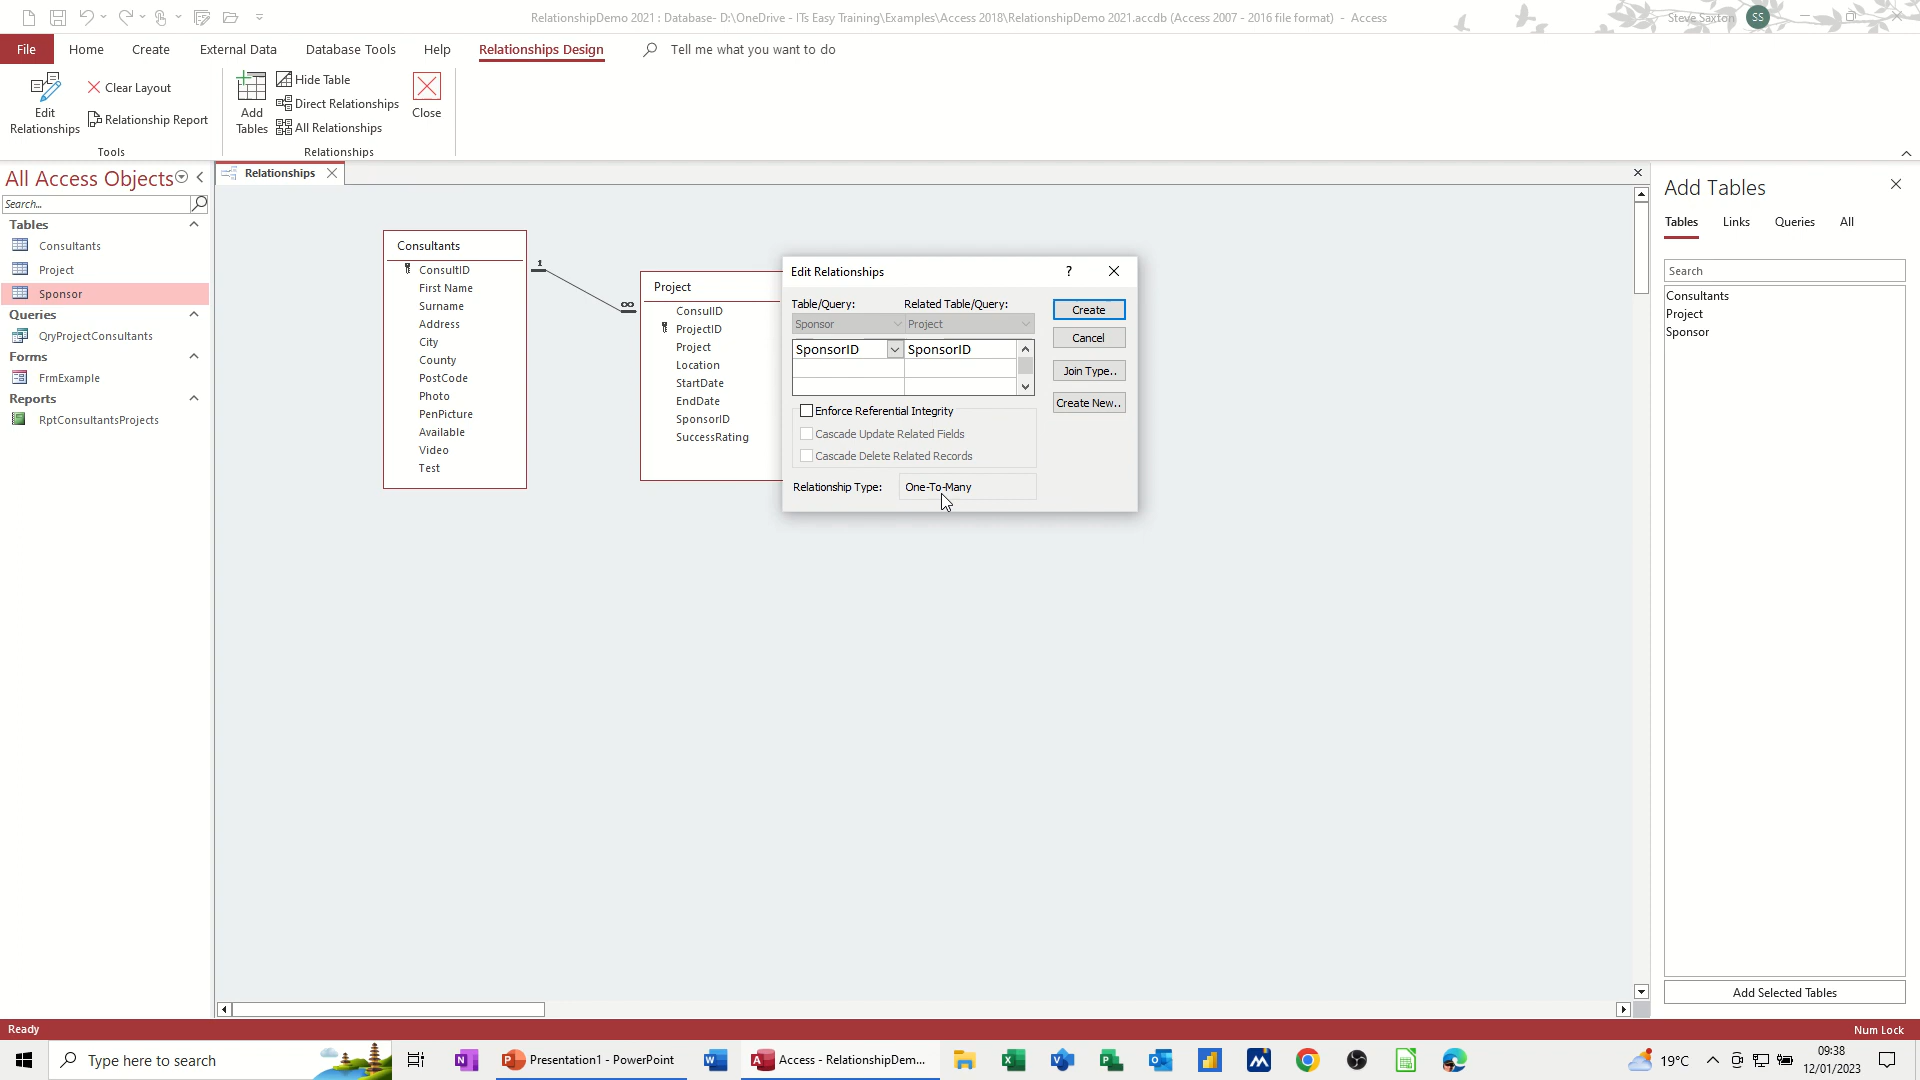 RelationshipDemo 2021 : Database- D:\OneDrive - ITs Easy Training\Examples\Access 2018\RelationshipDemo 2021.accdb (Access 2007 - 2016 file format) - Access
Steve Saxton
SS
File
Home
Create
External Data
Database Tools
Help
Relationships Design
Tell me what you want to do
Edit
Relationships
Clear Layout
Relationship Report
Tools
Add
Tables
Hide Table
Direct Relationships
All Relationships
Close
Relationships
All Access Objects
Search...
Tables
Consultants
Project
Sponsor
Queries
QryProjectConsultants
Forms
FrmExample
Reports
RptConsultantsProjects
Relationships
Consultants
ConsultID
First Name
Surname
Address
City
County
PostCode
Photo
PenPicture
Available
Video
Test
1
∞
Project
ConsulID
ProjectID
Project
Location
StartDate
EndDate
SponsorID
SuccessRating
Edit Relationships
?
Table/Query:
Related Table/Query:
Sponsor
Project
SponsorID
SponsorID
Enforce Referential Integrity
Cascade Update Related Fields
Cascade Delete Related Records
Relationship Type:
One-To-Many
Create
Cancel
Join Type..
Create New..
Add Tables
Tables
Links
Queries
All
Search
Consultants
Project
Sponsor
Add Selected Tables
Ready
Num Lock
Type here to search
Presentation1 - PowerPoint
Access - RelationshipDem...
19°C
09:38
12/01/2023